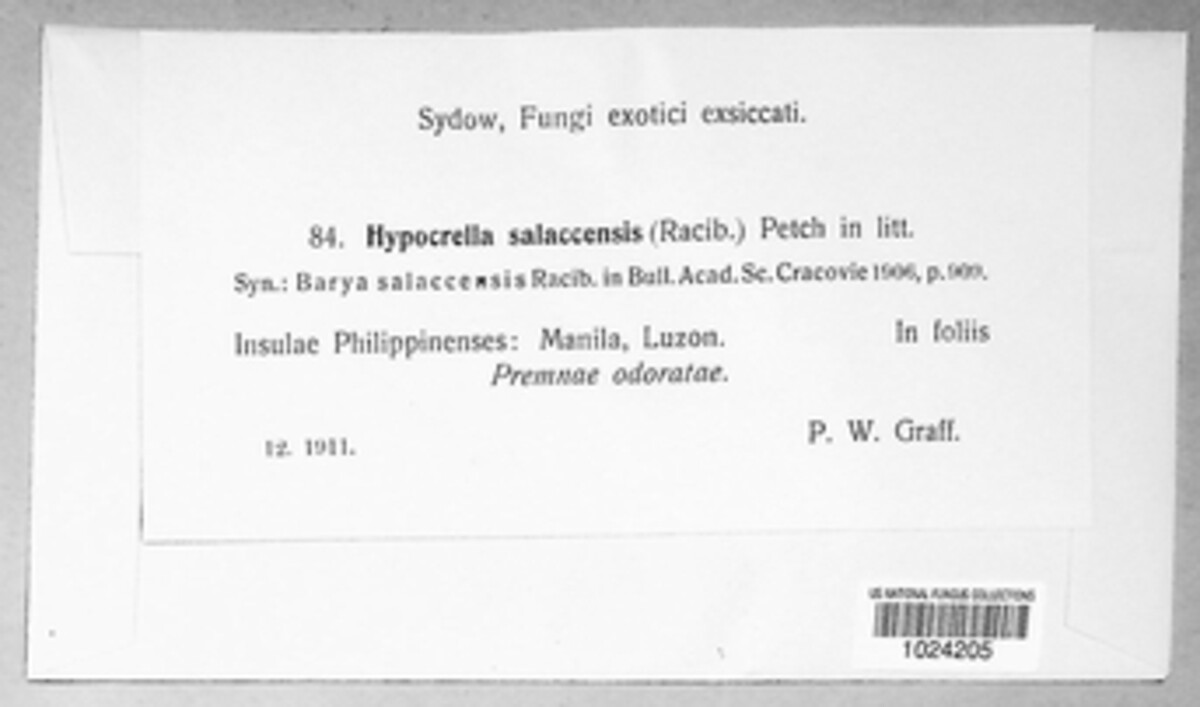 Sydow, Fungi exotici exsiccati.
84. Hypocrella salaccensis (Racib.) Petch in litt.
Syn.: Barya salaccensis Racib. in Bull. Acad. Sc. Cracovie 1906, p. 909.
Insulae Philippinenses: Manila, Luzon. In foliis
Premnae odoratae.
12. 1911. P. W. Graff.
US NATIONAL FUNGUS COLLECTIONS
1024205